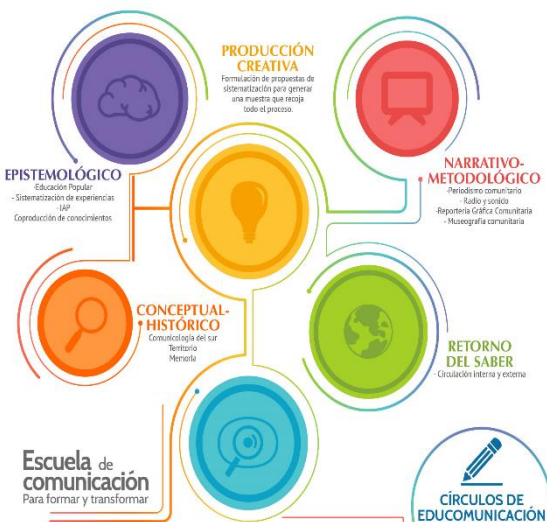 PRODUCCIÓN
CREATIVA
Formulación de propuestas de
sistematización para generar
una muestra que recoja
todo el proceso.
EPISTEMOLÓGICO
-Educación Popular
- Sistematización de experiencias
- IAP
Coproducción de conocimientos
NARRATIVO-
METODOLÓGICO
-Periodismo comunitario
- Radio y sonido
-Reportería Gráfica Comunitaria
- Museografía comunitaria
CONCEPTUAL-
HISTÓRICO
Comunicología del sur
Territorio
Memoria
RETORNO
DEL SABER
- Circulación interna y externa
Escuela de
comunicación
Para formar y transformar
CÍRCULOS DE
EDUCOMUNICACIÓN